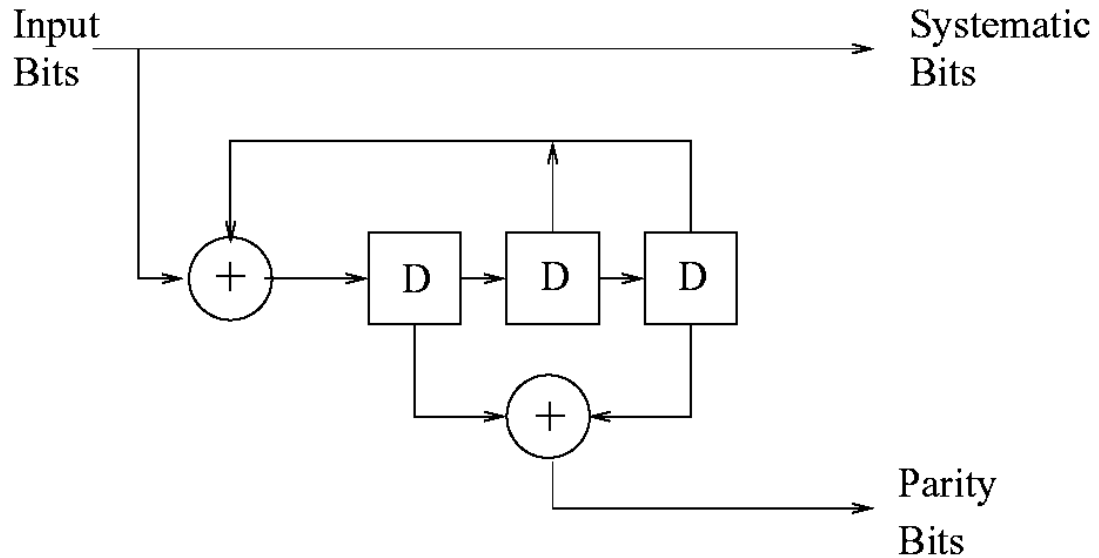 Input
Bits
Systematic
Bits
+
D
D
D
+
Parity
Bits